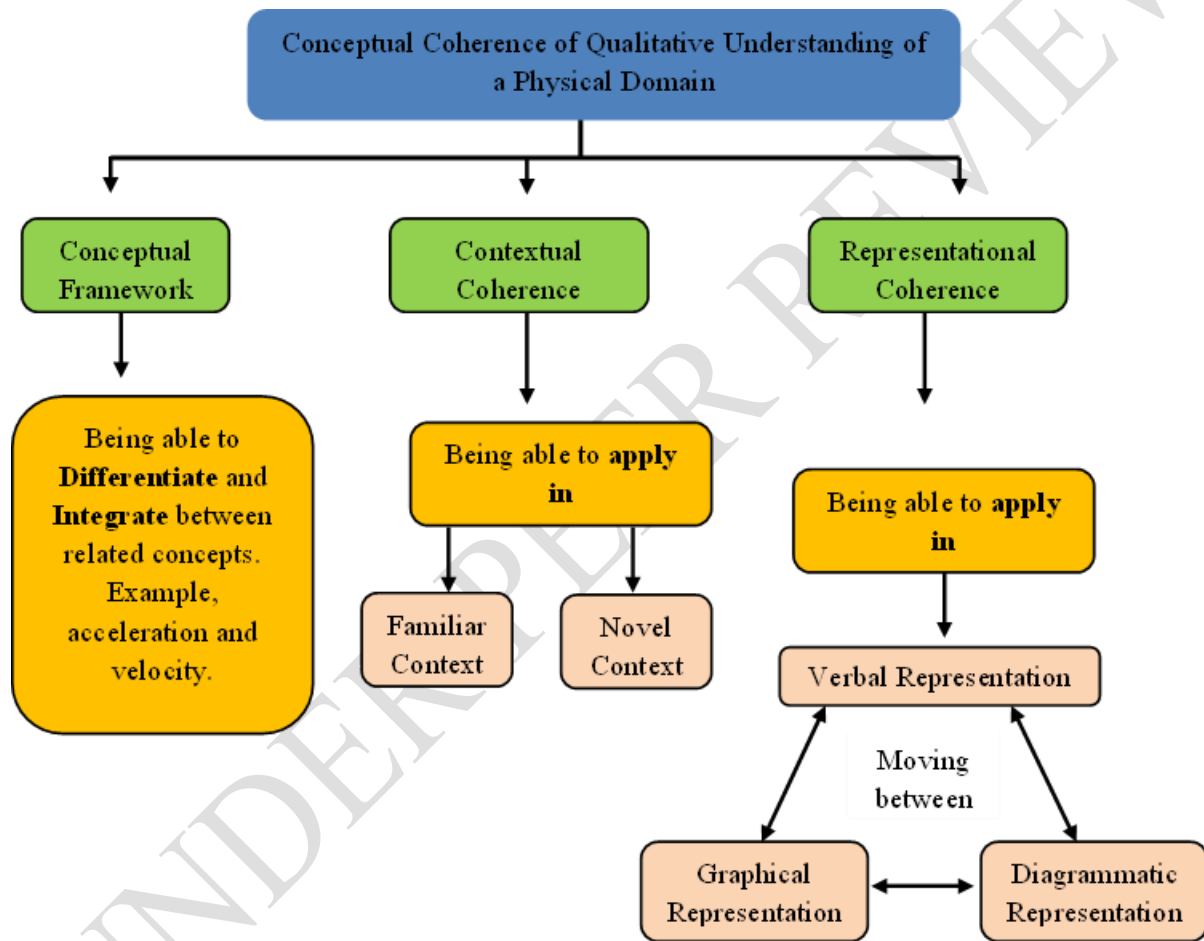 Conceptual Coherence of Qualitative Understanding of
a Physical Domain
Conceptual
Framework
Contextual
Coherence
Representational
Coherence
Being able to
Differentiate and
Integrate between
related concepts.
Example,
acceleration and
velocity.
Being able to apply
in
Familiar
Context
Novel
Context
Being able to apply
in
Verbal Representation
Moving
between
Graphical
Representation
Diagrammatic
Representation
UNDER PEER REVIEW